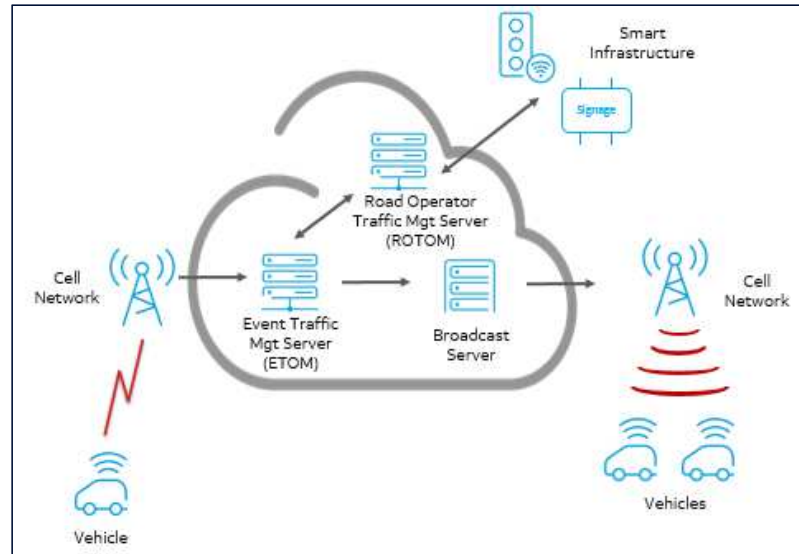 Smart
Infrastructure
Signage
Road Operator
Traffic Mgt Server
(ROTOM)
Cell
Network
Event Traffic
Mgt Server
(ETOM)
Broadcast
Server
Cell
Network
Vehicle
Vehicles